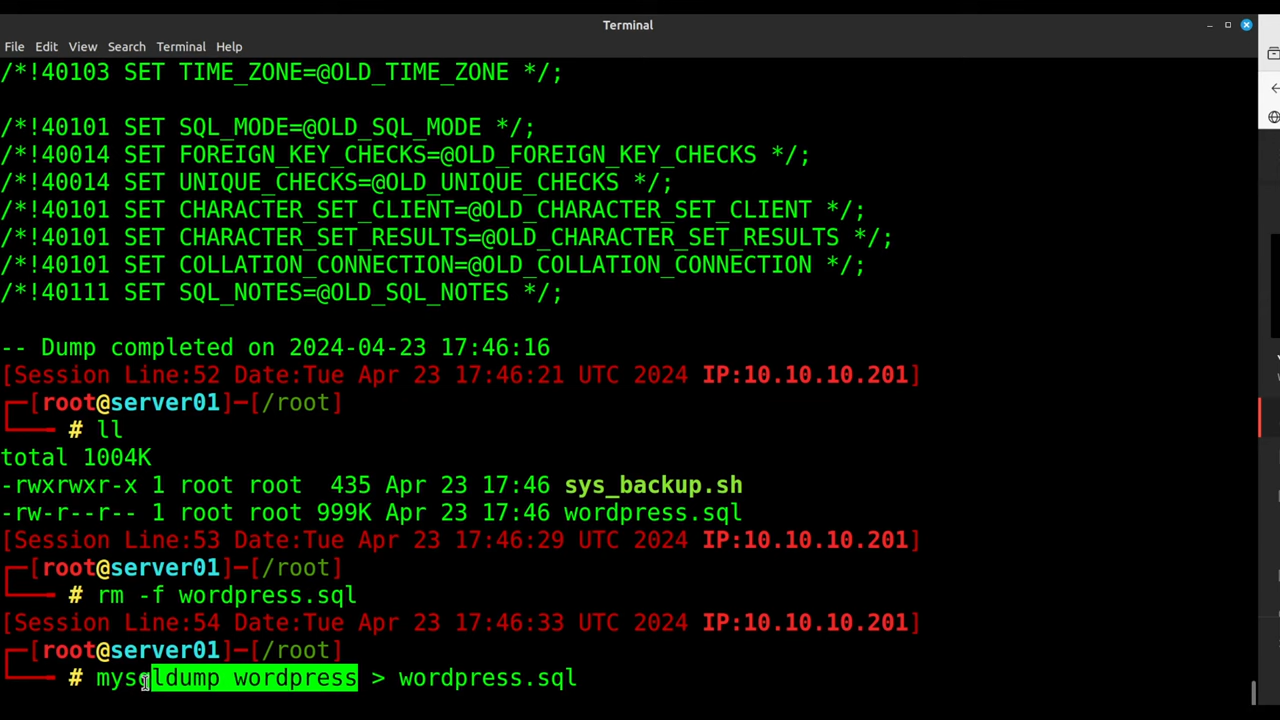 Terminal
File Edit View Search Terminal Help
/*!40103 SET TIME_ZONE=@OLD_TIME_ZONE */;
/*!40101 SET SQL_MODE=@OLD_SQL_MODE */;
/*!40014 SET FOREIGN_KEY_CHECKS=@OLD_FOREIGN_KEY_CHECKS */;
/*!40014 SET UNIQUE_CHECKS=@OLD_UNIQUE_CHECKS */;
/*!40101 SET CHARACTER_SET_CLIENT=@OLD_CHARACTER_SET_CLIENT */;
/*!40101 SET CHARACTER_SET_RESULTS=@OLD_CHARACTER_SET_RESULTS */;
/*!40101 SET COLLATION_CONNECTION=@OLD_COLLATION_CONNECTION */;
/*!40111 SET SQL_NOTES=@OLD_SQL_NOTES */;
-- Dump completed on 2024-04-23 17:46:16
[Session Line:52 Date:Tue Apr 23 17:46:21 UTC 2024 IP:10.10.10.201]
┌─[root@server01]─[/root]
└─── # ll
total 1004K
-rwxrwxr-x 1 root root  435 Apr 23 17:46 sys_backup.sh
-rw-r--r-- 1 root root 999K Apr 23 17:46 wordpress.sql
[Session Line:53 Date:Tue Apr 23 17:46:29 UTC 2024 IP:10.10.10.201]
┌─[root@server01]─[/root]
└─── # rm -f wordpress.sql
[Session Line:54 Date:Tue Apr 23 17:46:33 UTC 2024 IP:10.10.10.201]
┌─[root@server01]─[/root]
└─── # mysqldump wordpress > wordpress.sql